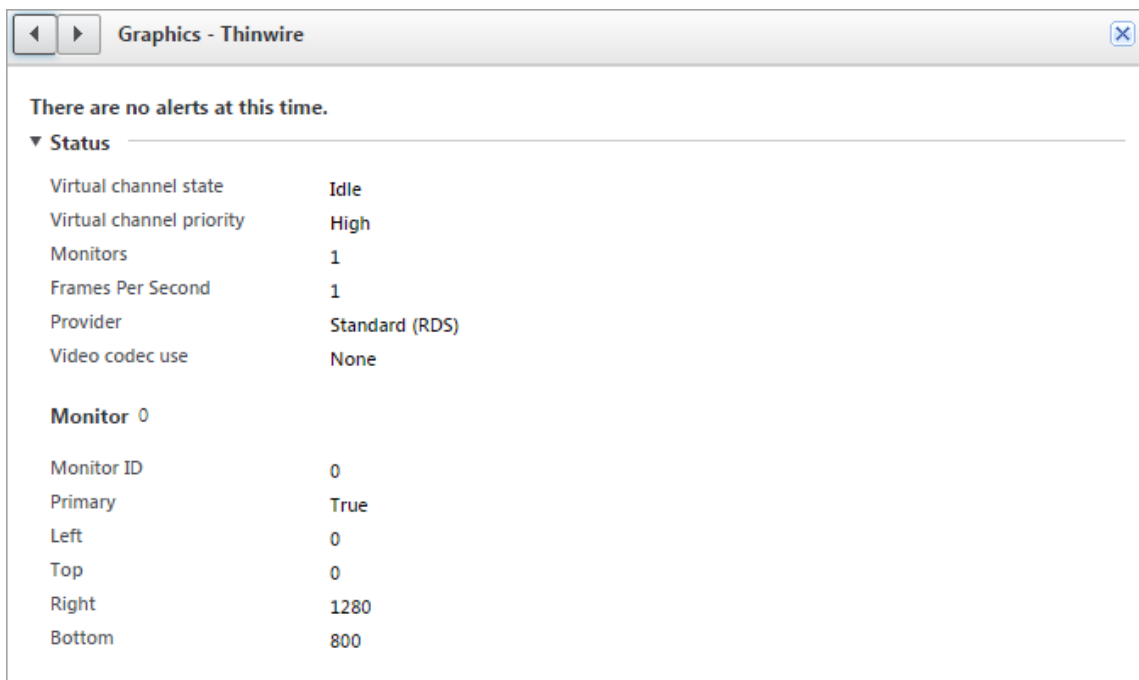 Graphics - Thinwire
There are no alerts at this time.
Status
Virtual channel state Idle
Virtual channel priority High
Monitors 1
Frames Per Second 1
Provider Standard (RDS)
Video codec use None
Monitor 0
Monitor ID 0
Primary True
Left 0
Top 0
Right 1280
Bottom 800